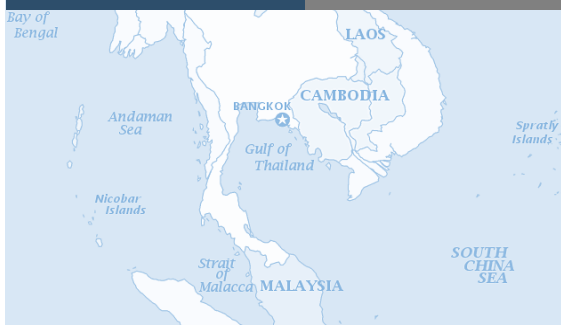 Bay of
Bengal
LAOS
CAMBODIA
BANGKOK
Andaman
Sea
Spratly
Islands
Gulf of
Thailand
Nicobar
Islands
SOUTH
CHINA
SEA
Strait
of
Malacca
MALAYSIA